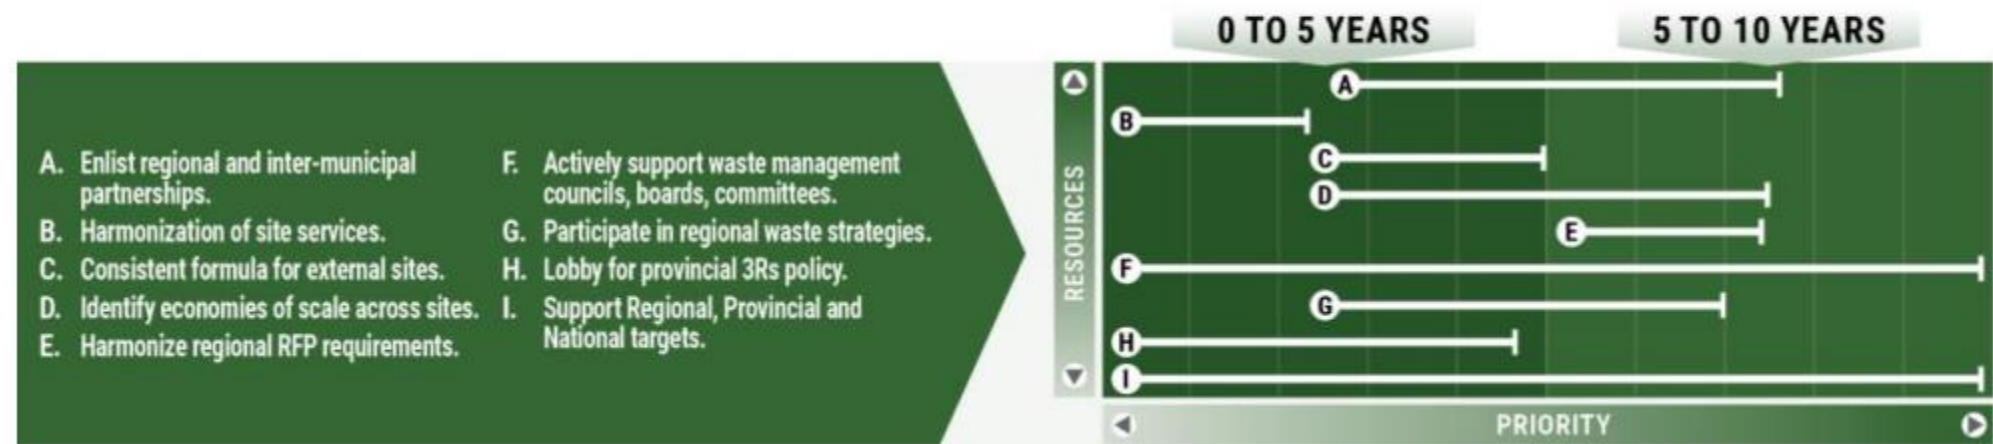 0 TO 5 YEARS
5 TO 10 YEARS
A. Enlist regional and inter-municipal
partnerships.
B. Harmonization of site services.
C. Consistent formula for external sites.
D. Identify economies of scale across sites.
E. Harmonize regional RFP requirements.
F. Actively support waste management
councils, boards, committees.
G. Participate in regional waste strategies.
H. Lobby for provincial 3Rs policy.
I. Support Regional, Provincial and
National targets.
RESOURCES
A
B
C
D
E
F
G
H
I
PRIORITY